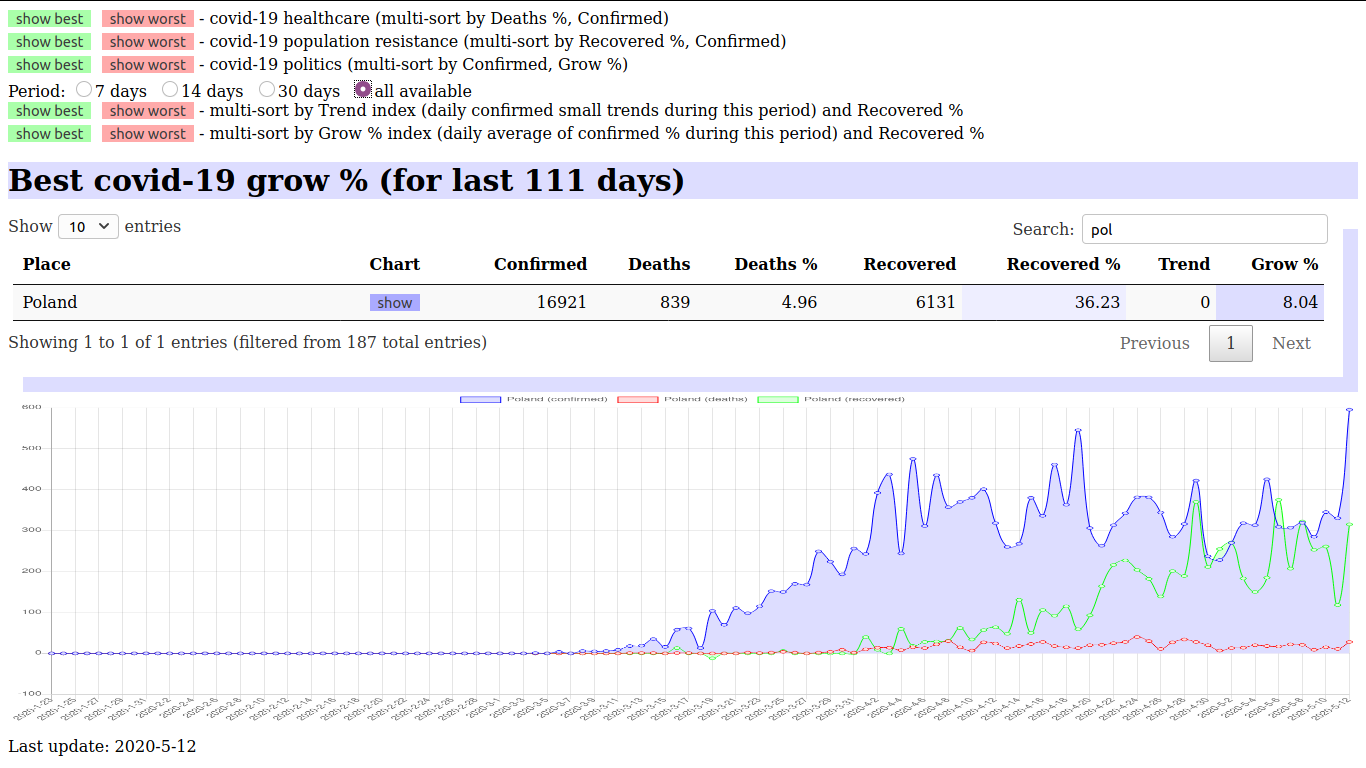 show best show worst - covid-19 healthcare (multi-sort by Deaths %, Confirmed)
show best show worst - covid-19 population resistance (multi-sort by Recovered %, Confirmed)
show best show worst - covid-19 politics (multi-sort by Confirmed, Grow %)
Period: 7 days 14 days 30 days all available
show best show worst - multi-sort by Trend index (daily confirmed small trends during this period) and Recovered %
show best show worst - multi-sort by Grow % index (daily average of confirmed % during this period) and Recovered %
Best covid-19 grow % (for last 111 days)
Show 10 entries Search: pol
Place Chart Confirmed Deaths Deaths % Recovered Recovered % Trend Grow %
Poland show 16921 839 4.96 6131 36.23 0 8.04
Showing 1 to 1 of 1 entries (filtered from 187 total entries) Previous 1 Next
Poland (confirmed) Poland (deaths) Poland (recovered)
600
500
400
300
200
100
0
-100
2020-1-23 2020-1-25 2020-1-27 2020-1-29 2020-1-31 2020-2-2 2020-2-4 2020-2-6 2020-2-8 2020-2-10 2020-2-12 2020-2-14 2020-2-16 2020-2-18 2020-2-20 2020-2-22 2020-2-24 2020-2-26 2020-2-28 2020-3-1 2020-3-3 2020-3-5 2020-3-7 2020-3-9 2020-3-11 2020-3-13 2020-3-15 2020-3-17 2020-3-19 2020-3-21 2020-3-23 2020-3-25 2020-3-27 2020-3-29 2020-3-31 2020-4-2 2020-4-4 2020-4-6 2020-4-8 2020-4-10 2020-4-12 2020-4-14 2020-4-16 2020-4-18 2020-4-20 2020-4-22 2020-4-24 2020-4-26 2020-4-28 2020-4-30 2020-5-2 2020-5-4 2020-5-6 2020-5-8 2020-5-10 2020-5-12
Last update: 2020-5-12